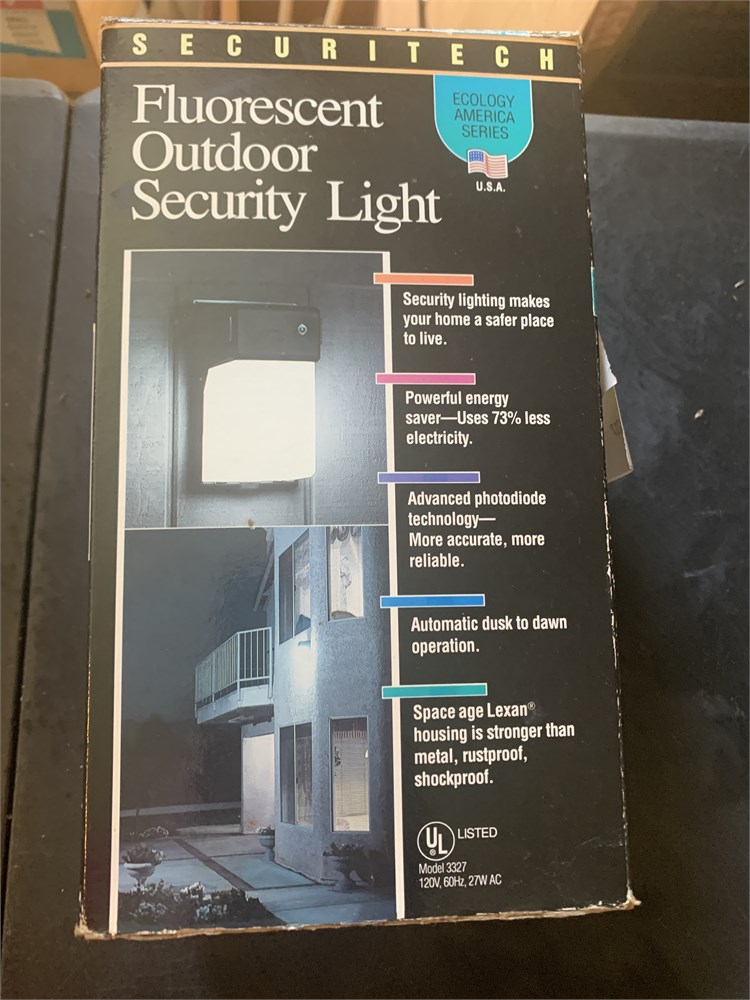 SECURITECH
Fluorescent
Outdoor
Security Light
ECOLOGY
AMERICA
SERIES
U.S.A.
Security lighting makes
your home a safer place
to live.
Powerful energy
saver—Uses 73% less
electricity.
Advanced photodiode
technology—
More accurate, more
reliable.
Automatic dusk to dawn
operation.
Space age Lexan®
housing is stronger than
metal, rustproof,
shockproof.
UL® LISTED
Model 3327
120V, 60Hz, 27W AC